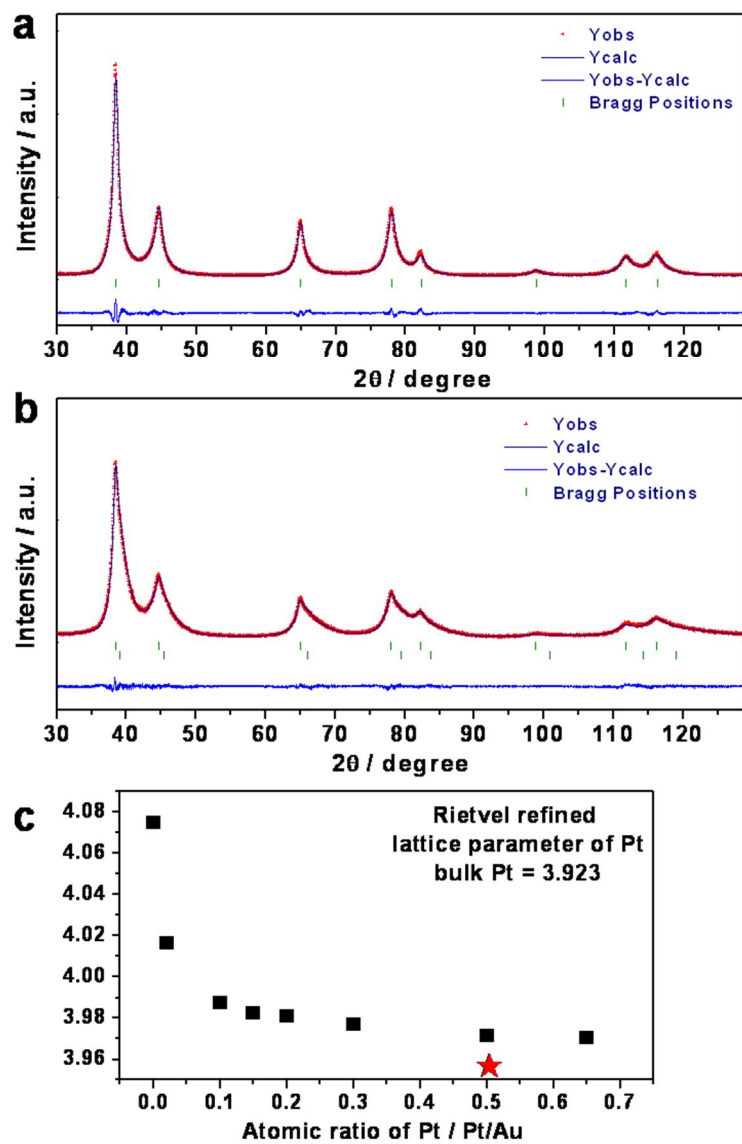 a
Yobs
Ycalc
Yobs-Ycalc
Bragg Positions
Intensity / a.u.
30 40 50 60 70 80 90 100 110 120
2θ / degree
b
Yobs
Ycalc
Yobs-Ycalc
Bragg Positions
Intensity / a.u.
30 40 50 60 70 80 90 100 110 120
2θ / degree
c
Rietvel refined
lattice parameter of Pt
bulk Pt = 3.923
4.08
4.06
4.04
4.02
4.00
3.98
3.96
0.0 0.1 0.2 0.3 0.4 0.5 0.6 0.7
Atomic ratio of Pt / Pt/Au